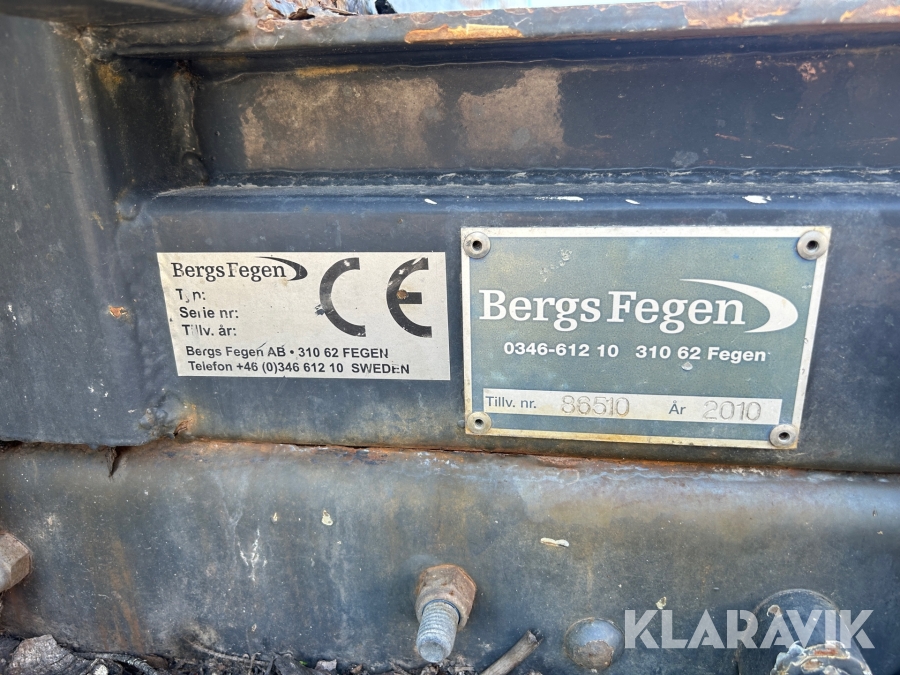 Bergs Fegen
CE
Typ:
Serie nr:
Tillv. år:
Bergs Fegen AB • 310 62 FEGEN
Telefon +46 (0)346 612 10 SWEDEN
Bergs Fegen
0346-612 10 310 62 Fegen
Tillv. nr. 86510 År 2010
KLARAVIK